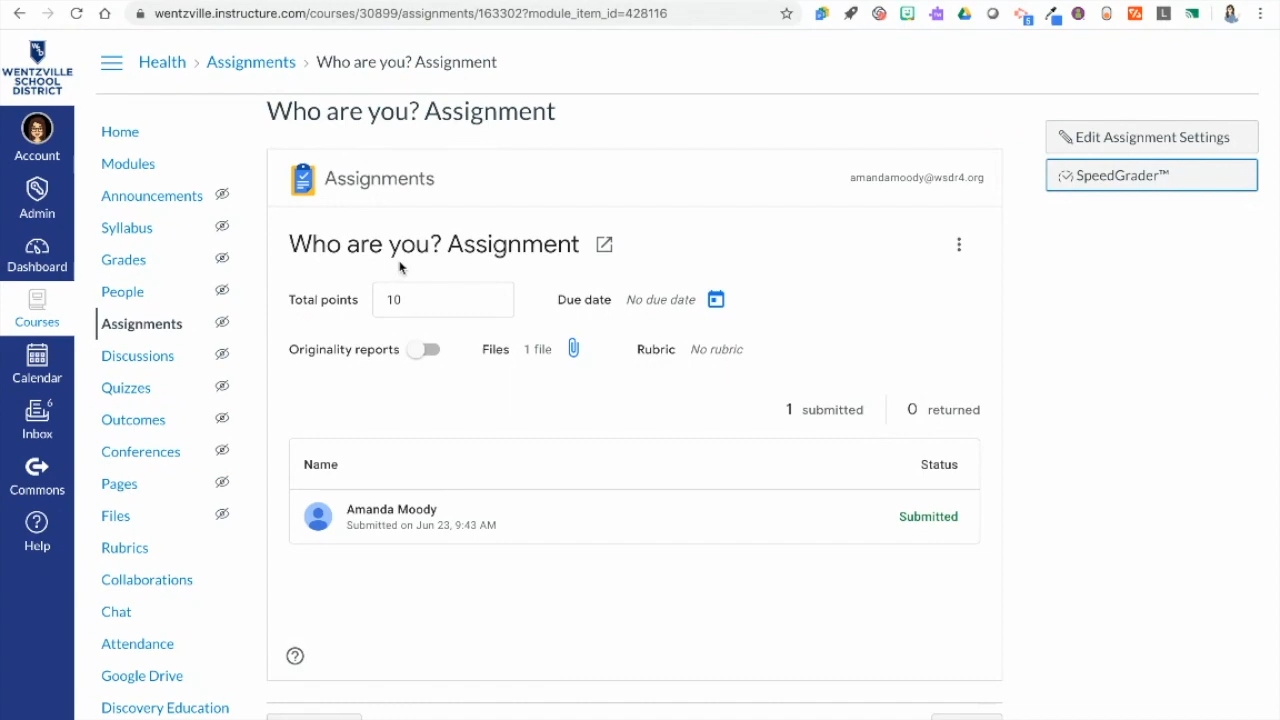 wentzville.instructure.com/courses/30899/assignments/163302?module_item_id=428116
5
L
W
WENTZVILLE
SCHOOL
DISTRICT
Health > Assignments > Who are you? Assignment
Account
Admin
Dashboard
Courses
Calendar
6
Inbox
Commons
Help
Home
Modules
Announcements
Syllabus
Grades
People
Assignments
Discussions
Quizzes
Outcomes
Conferences
Pages
Files
Rubrics
Collaborations
Chat
Attendance
Google Drive
Discovery Education
Who are you? Assignment
Assignments amandamoody@wsdr4.org
Who are you? Assignment
Total points 10 Due date No due date
Originality reports Files 1 file Rubric No rubric
1 submitted 0 returned
Name Status
Amanda Moody
Submitted on Jun 23, 9:43 AM Submitted
Edit Assignment Settings
SpeedGrader™